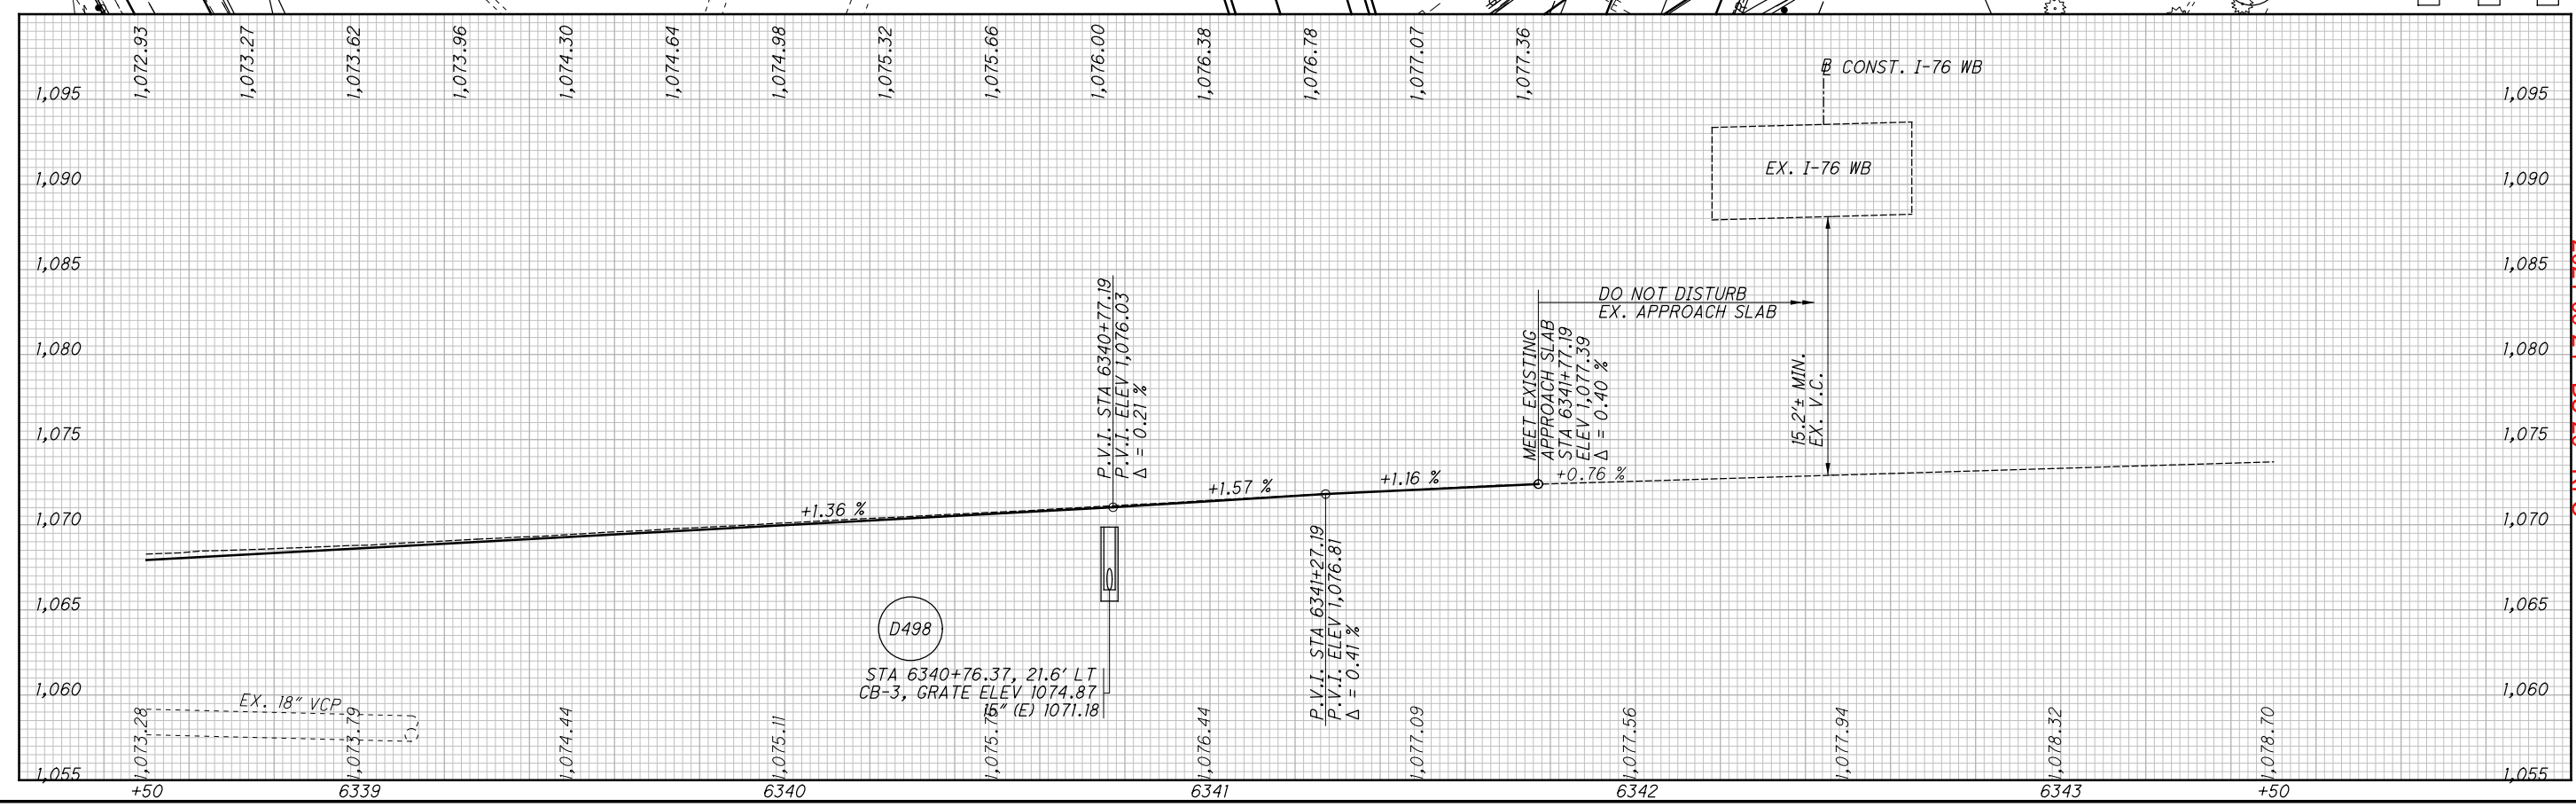 1,072.93
1,073.27
1,073.62
1,073.96
1,074.30
1,074.64
1,074.98
1,075.32
1,075.66
1,076.00
1,076.38
1,076.78
1,077.07
1,077.36
CONST. I-76 WB
1,095
1,095
EX. I-76 WB
1,090
1,090
1,085
1,085
P.V.I. STA 6340+77.19
P.V.I. ELEV 1,076.03
Δ = 0.21 %
DO NOT DISTURB
EX. APPROACH SLAB
MEET EXISTING
APPROACH SLAB
STA 6341+77.19
ELEV 1,077.39
Δ = 0.40 %
15.2'± MIN.
EX. V.C.
1,080
1,080
1,075
1,075
+0.76 %
+1.16 %
+1.57 %
+1.36 %
1,070
1,070
P.V.I. STA 6341+27.19
P.V.I. ELEV 1,076.81
Δ = 0.41 %
1,065
1,065
D498
STA 6340+76.37, 21.6' LT
CB-3, GRATE ELEV 1074.87
15" (E) 1071.18
1,060
1,060
EX. 18" VCP
1,073.28
1,073.79
1,074.44
1,075.11
1,076.44
1,077.09
1,077.56
1,077.94
1,078.32
1,078.70
1,055
1,055
+50
6339
6340
6341
6342
6343
+50